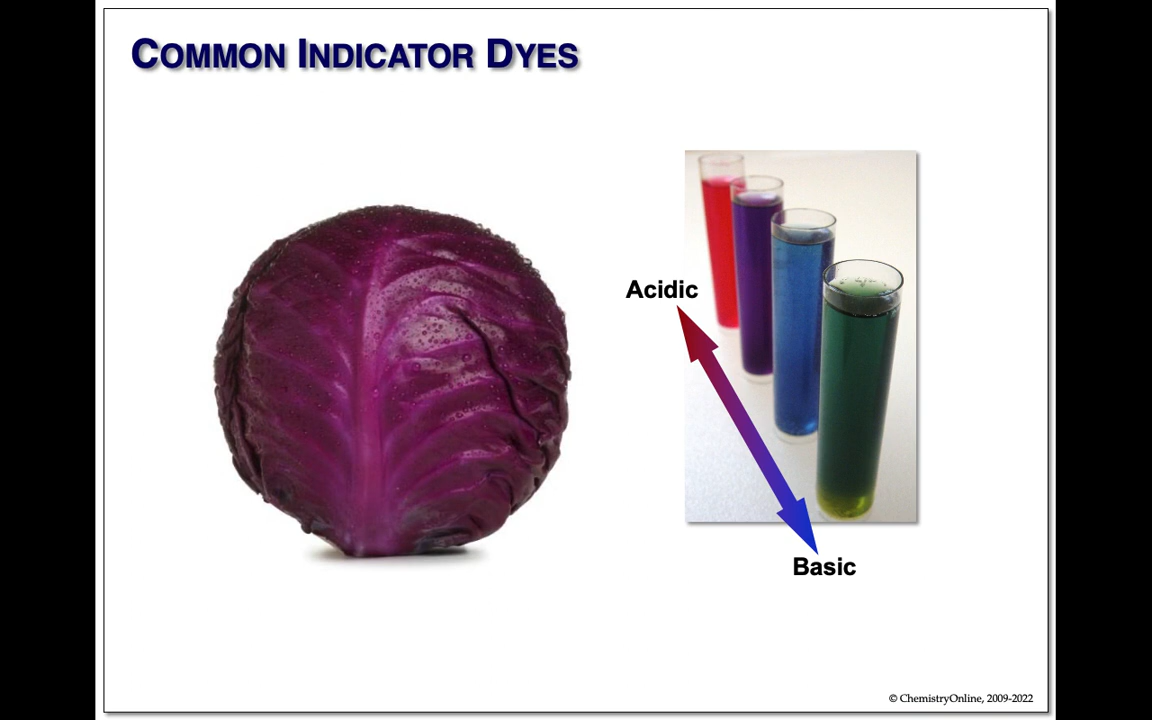 COMMON INDICATOR DYES
Acidic
Basic
© ChemistryOnline, 2009-2022